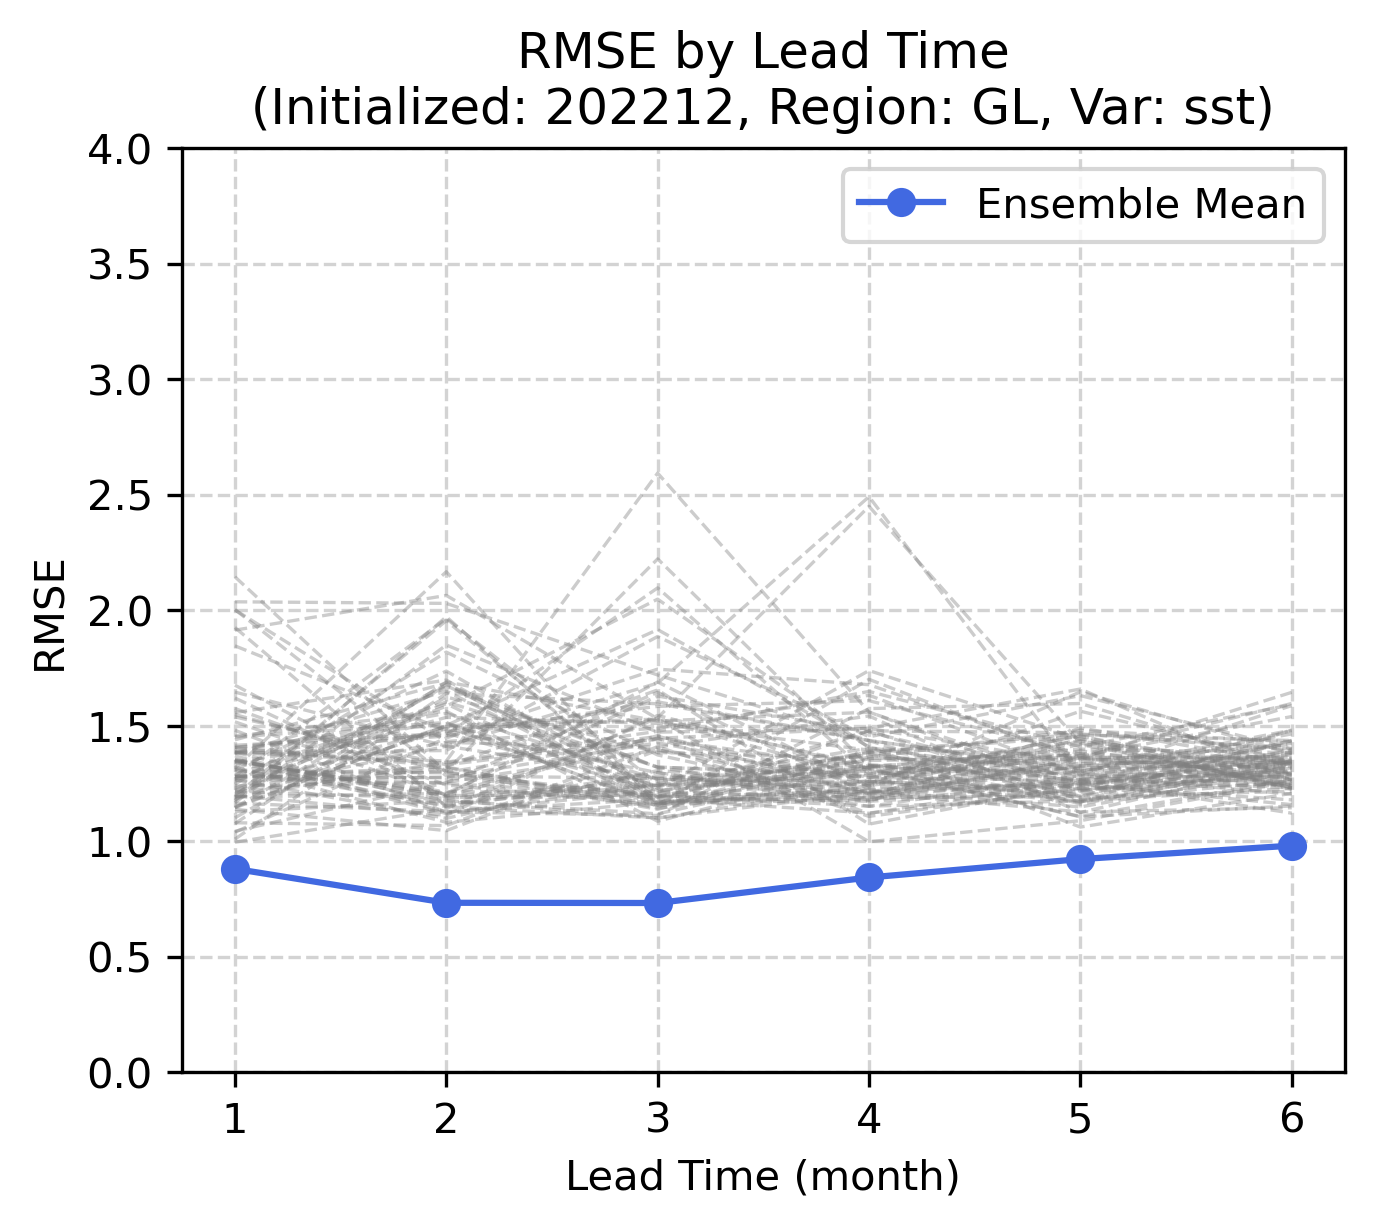 RMSE by Lead Time
(Initialized: 202212, Region: GL, Var: sst)
Ensemble Mean
4.0
3.5
3.0
2.5
2.0
1.5
1.0
0.5
0.0
RMSE
1 2 3 4 5 6
Lead Time (month)